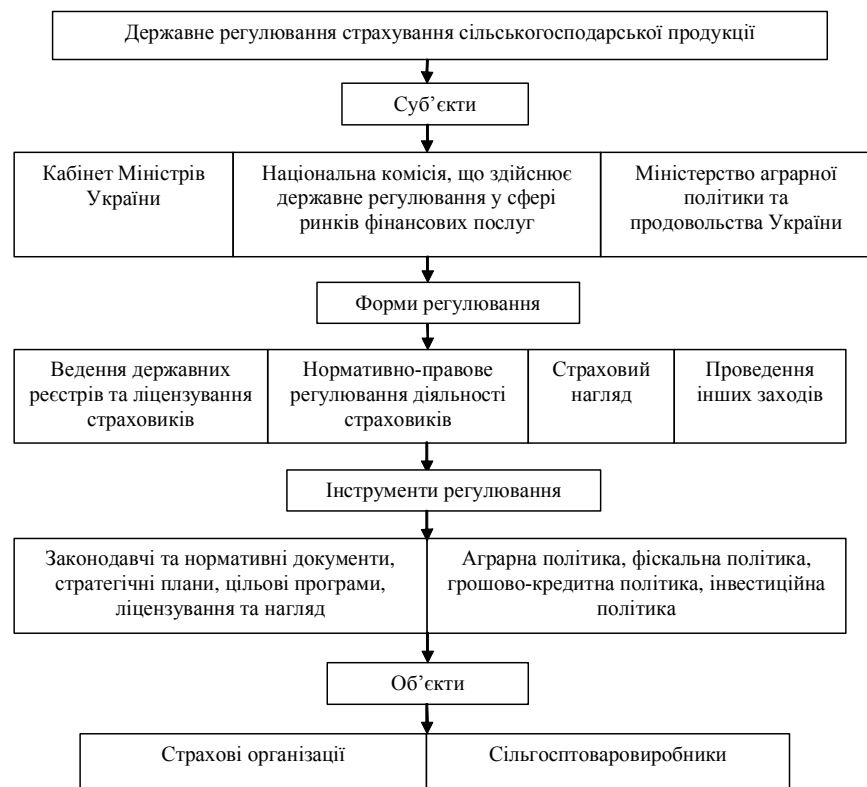 Державне регулювання страхування сільськогосподарської продукції
Суб’єкти
Кабінет Міністрів
України
Національна комісія, що здійснює
державне регулювання у сфері
ринків фінансових послуг
Міністерство аграрної
політики та
продовольства України
Форми регулювання
Ведення державних
реєстрів та ліцензування
страховиків
Нормативно-правове
регулювання діяльності
страховиків
Страховий
нагляд
Проведення
інших заходів
Інструменти регулювання
Законодавчі та нормативні документи,
стратегічні плани, цільові програми,
ліцензування та нагляд
Аграрна політика, фіскальна політика,
грошово-кредитна політика, інвестиційна
політика
Об’єкти
Страхові організації
Сільгосптоваровиробники